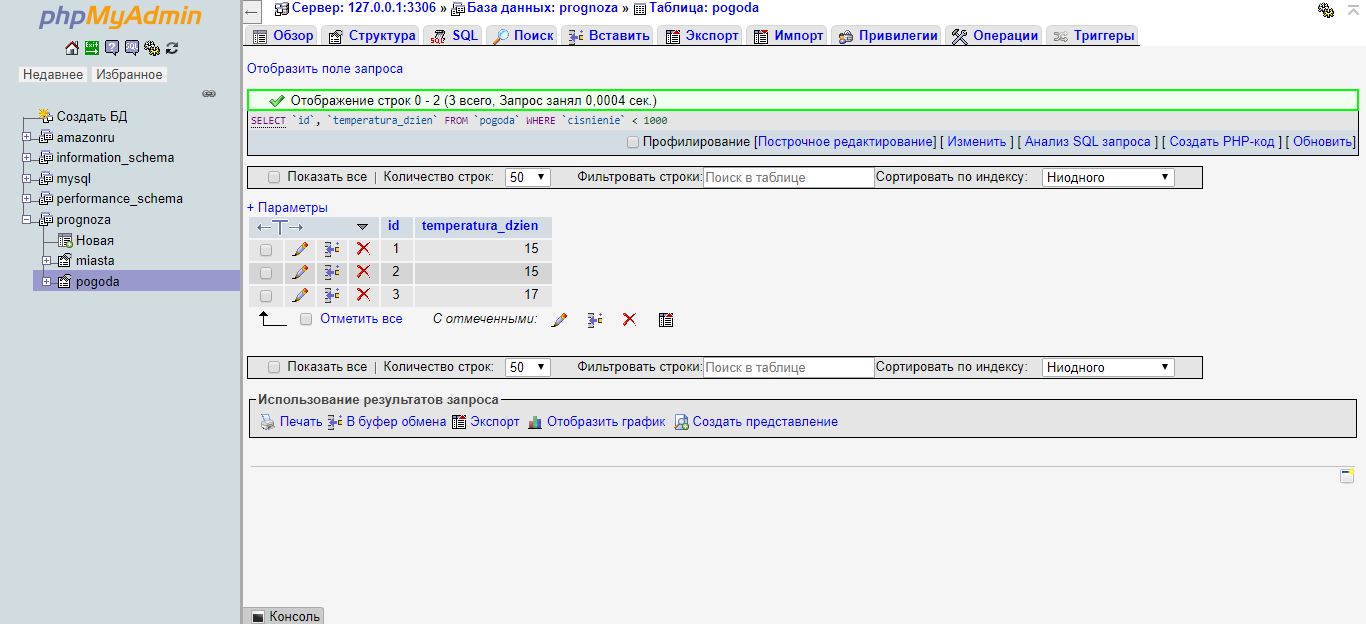 phpMyAdmin
Недавнее Избранное
Создать БД
amazonru
information_schema
mysql
performance_schema
prognoza
Новая
miasta
pogoda
Сервер: 127.0.0.1:3306 » База данных: prognoza » Таблица: pogoda
Обзор Структура SQL Поиск Вставить Экспорт Импорт Привилегии Операции Триггеры
Отобразить поле запроса
Отображение строк 0 - 2 (3 всего, Запрос занял 0,0004 сек.)
SELECT `id`, `temperatura_dzien` FROM `pogoda` WHERE `cisnienie` < 1000
Профилирование [Построчное редактирование] [ Изменить ] [ Анализ SQL запроса ] [ Создать PHP-код ] [ Обновить]
Показать все | Количество строк: 50 Фильтровать строки: Поиск в таблице Сортировать по индексу: Ниодного
+ Параметры
←T→ id temperatura_dzien
1 15
2 15
3 17
Отметить все С отмеченными:
Показать все | Количество строк: 50 Фильтровать строки: Поиск в таблице Сортировать по индексу: Ниодного
Использование результатов запроса
Печать В буфер обмена Экспорт Отобразить график Создать представление
Консоль